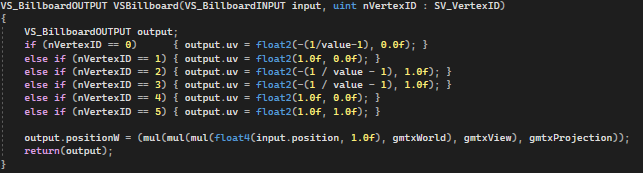 VS_BillboardOUTPUT VSBillboard(VS_BillboardINPUT input, uint nVertexID : SV_VertexID)
{
    VS_BillboardOUTPUT output;
    if (nVertexID == 0)     { output.uv = float2(-(1/value-1), 0.0f); }
    else if (nVertexID == 1) { output.uv = float2(1.0f, 0.0f); }
    else if (nVertexID == 2) { output.uv = float2(-(1 / value - 1), 1.0f); }
    else if (nVertexID == 3) { output.uv = float2(-(1 / value - 1), 1.0f); }
    else if (nVertexID == 4) { output.uv = float2(1.0f, 0.0f); }
    else if (nVertexID == 5) { output.uv = float2(1.0f, 1.0f); }

    output.positionW = (mul(mul(mul(float4(input.position, 1.0f), gmtxWorld), gmtxView), gmtxProjection));
    return(output);
}